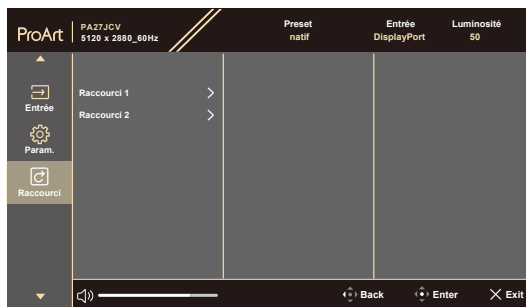 ProArt
PA27JCV
5120 x 2880_60Hz
Preset
natif
Entrée
DisplayPort
Luminosité
50
Entrée
Param.
Raccourci
Raccourci 1
Raccourci 2
Back
Enter
Exit